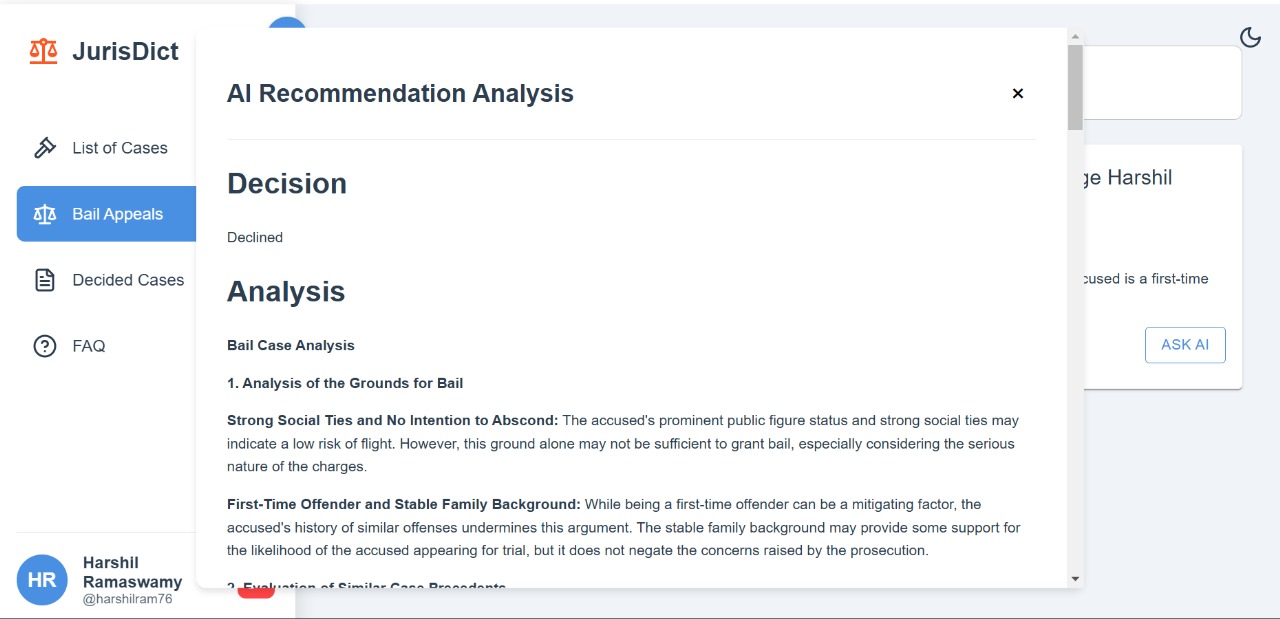 JurisDict
List of Cases
Bail Appeals
Decided Cases
FAQ
HR
Harshil
Ramaswamy
@harshilram76
AI Recommendation Analysis
×
Decision
Declined
Analysis
Bail Case Analysis
1. Analysis of the Grounds for Bail
Strong Social Ties and No Intention to Abscond: The accused's prominent public figure status and strong social ties may
indicate a low risk of flight. However, this ground alone may not be sufficient to grant bail, especially considering the serious
nature of the charges.
First-Time Offender and Stable Family Background: While being a first-time offender can be a mitigating factor, the
accused's history of similar offenses undermines this argument. The stable family background may provide some support for
the likelihood of the accused appearing for trial, but it does not negate the concerns raised by the prosecution.
2. Evaluation of Similar Case Precedents
Harshil
is a first-time
ASK AI